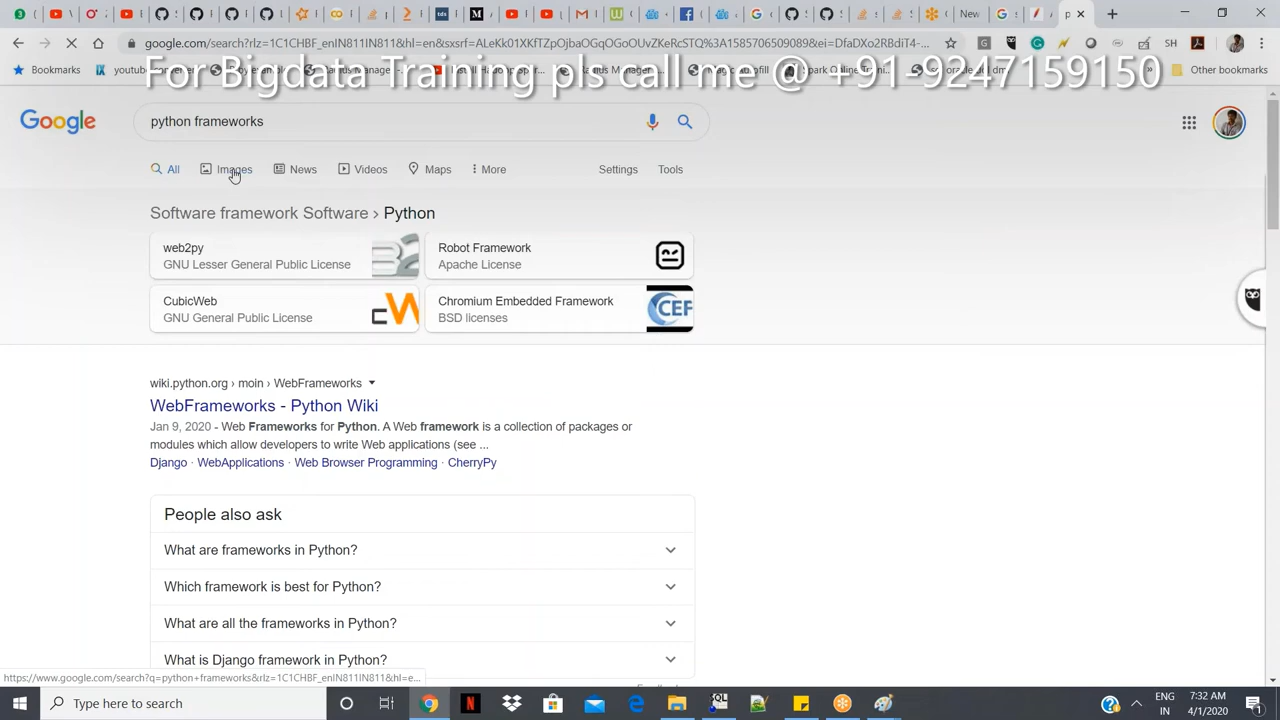 New
p
google.com/search?rlz=1C1CHBF_enIN811IN811&hl=en&sxsrf=ALeKk01XKfTZpOjbaOGqOGoOUvZKeRcSTQ%3A1585706509089&ei=DfaDXo2RBdiT4-...
Bookmarks
Other bookmarks
For Bigdata Training pls call me @ +91-9247159150
Google
python frameworks
All Images News Videos Maps More Settings Tools
Software framework Software › Python
web2py
GNU Lesser General Public License
Robot Framework
Apache License
CubicWeb
GNU General Public License
Chromium Embedded Framework
BSD licenses
CEF
wiki.python.org › moin › WebFrameworks
WebFrameworks - Python Wiki
Jan 9, 2020 - Web Frameworks for Python. A Web framework is a collection of packages or
modules which allow developers to write Web applications (see ...
Django · WebApplications · Web Browser Programming · CherryPy
People also ask
What are frameworks in Python?
Which framework is best for Python?
What are all the frameworks in Python?
What is Django framework in Python?
https://www.google.com/search?q=python+frameworks&rlz=1C1CHBF_enIN811IN811&hl=e...
Type here to search
ENG
IN
7:32 AM
4/1/2020